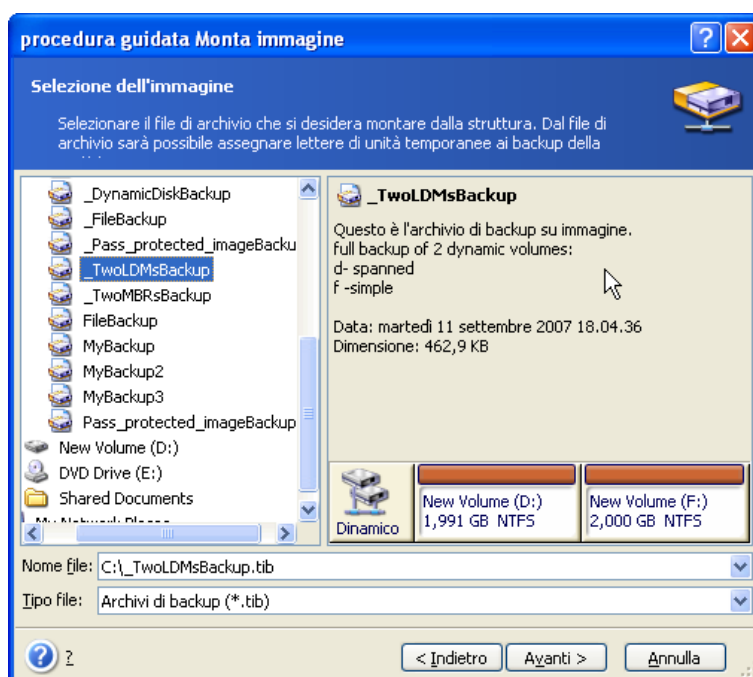 procedura guidata Monta immagine
Selezione dell'immagine
Selezionare il file di archivio che si desidera montare dalla struttura. Dal file di
archivio sarà possibile assegnare lettere di unità temporanee ai backup della
_DynamicDiskBackup
_FileBackup
_Pass_protected_imageBacku
_TwoLDMsBackup
_TwoMBRsBackup
FileBackup
MyBackup
MyBackup2
MyBackup3
Pass_protected_imageBackup
New Volume (D:)
DVD Drive (E:)
Shared Documents
My Network Places
_TwoLDMsBackup
Questo è l'archivio di backup su immagine.
full backup of 2 dynamic volumes:
d- spanned
f -simple
Data: martedì 11 settembre 2007 18.04.36
Dimensione: 462,9 KB
Dinamico
New Volume (D:)
1,991 GB NTFS
New Volume (F:)
2,000 GB NTFS
Nome file: C:\_TwoLDMsBackup.tib
Tipo file: Archivi di backup (*.tib)
? < Indietro Avanti > Annulla